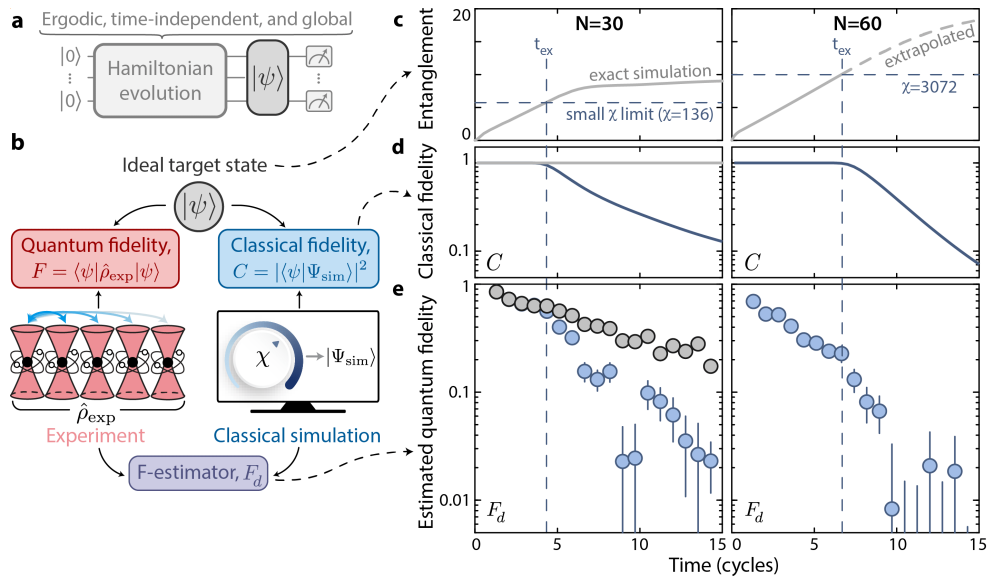 a
Ergodic, time-independent, and global
|0⟩
⋮
|0⟩
Hamiltonian
evolution
|ψ⟩
⋮
b
Ideal target state
|ψ⟩
Quantum fidelity,
F = ⟨ψ|ρ̂exp|ψ⟩
Classical fidelity,
C = |⟨ψ|Ψsim⟩|²
χ
|Ψsim⟩
ρ̂exp
Experiment
Classical simulation
F-estimator, Fd
c
Entanglement
20
0
N=30
tex
exact simulation
small χ limit (χ=136)
N=60
tex
extrapolated
χ=3072
d
Classical fidelity
1
0.1
C
C
e
Estimated quantum fidelity
1
0.1
0.01
Fd
Fd
0 5 10 15
0 5 10 15
Time (cycles)